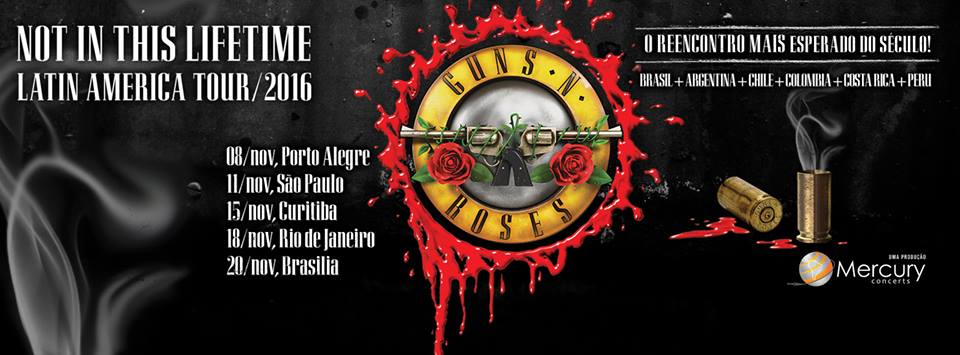 NOT IN THIS LIFETIME
LATIN AMERICA TOUR/2016
08/nov, Porto Alegre
11/nov, São Paulo
15/nov, Curitiba
18/nov, Rio de Janeiro
20/nov, Brasilia
GUNS·N·
ROSES
O REENCONTRO MAIS ESPERADO DO SÉCULO!
BRASIL + ARGENTINA + CHILE + COLOMBIA + COSTA RICA + PERU
UMA PRODUÇÃO
Mercury
concerts